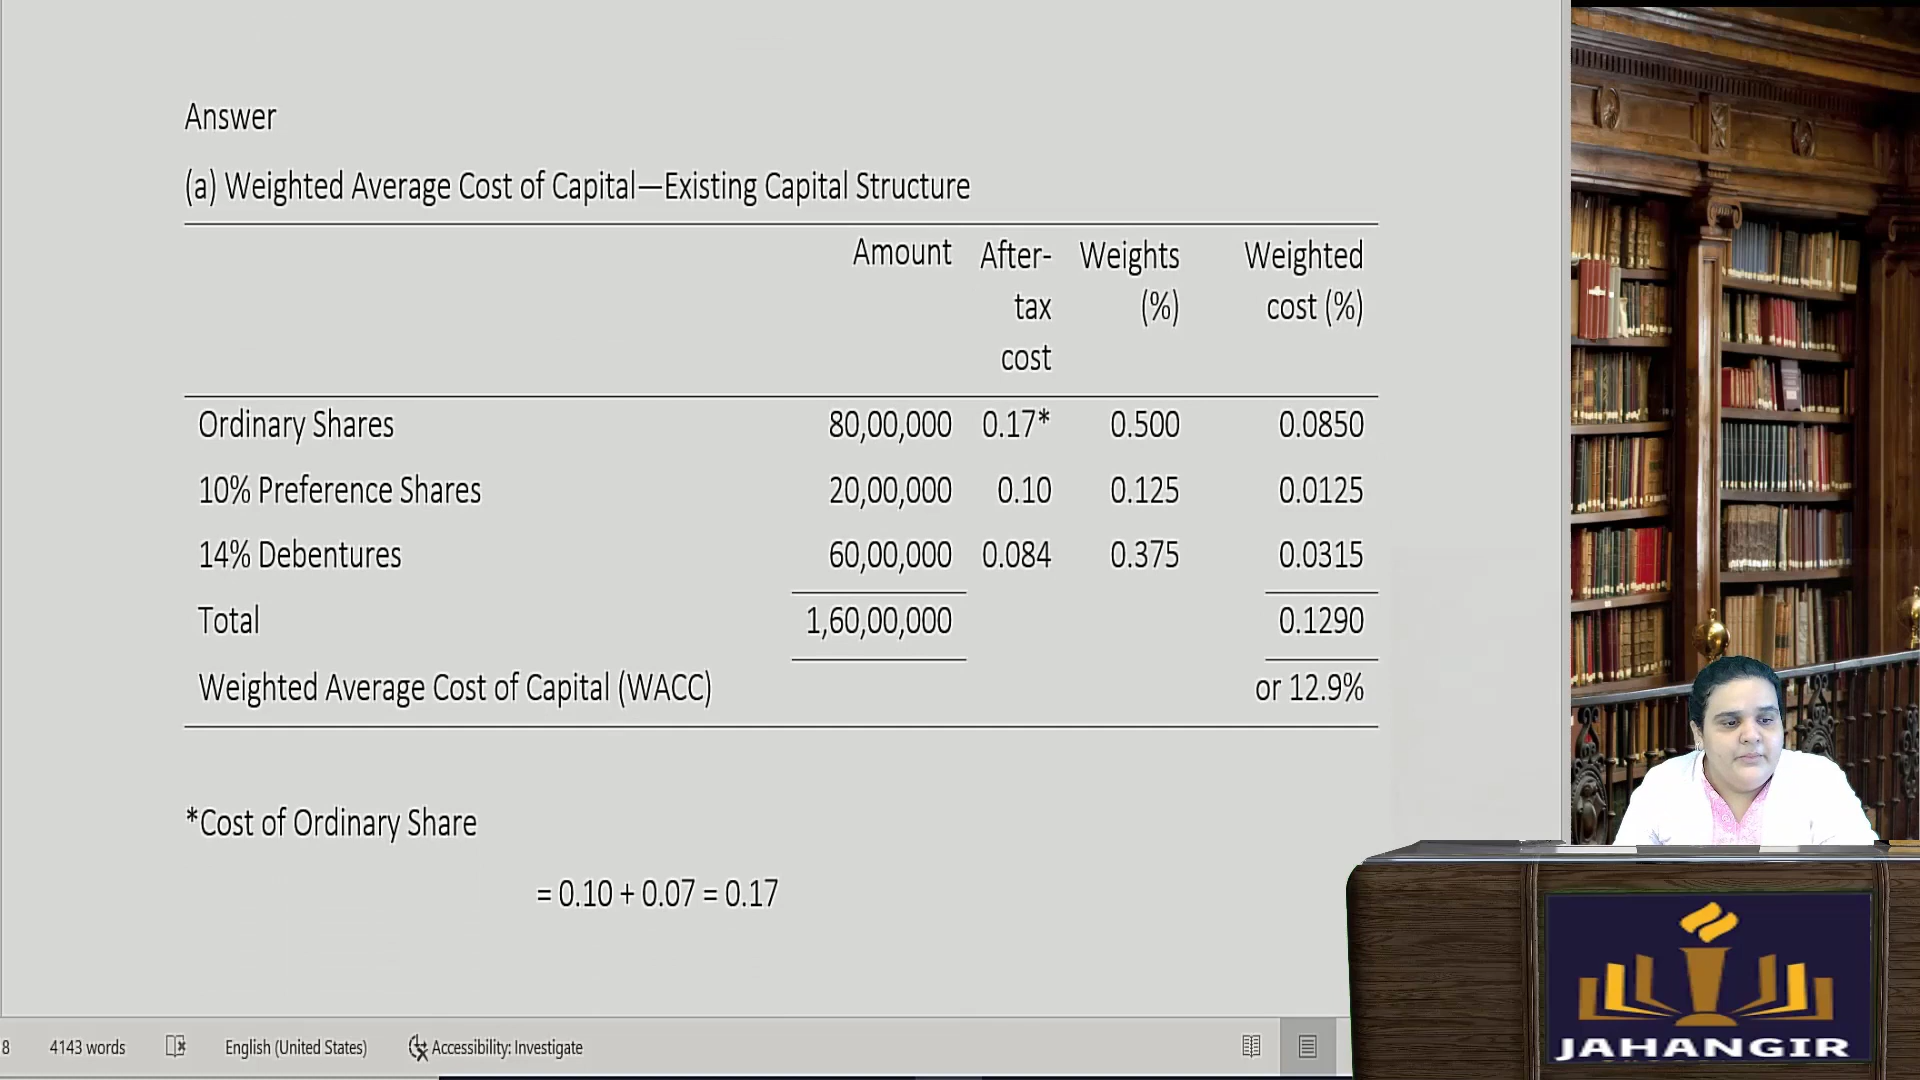 Answer
(a) Weighted Average Cost of Capital—Existing Capital Structure
Amount After-tax cost Weights (%) Weighted cost (%)
Ordinary Shares 80,00,000 0.17* 0.500 0.0850
10% Preference Shares 20,00,000 0.10 0.125 0.0125
14% Debentures 60,00,000 0.084 0.375 0.0315
Total 1,60,00,000 0.1290
Weighted Average Cost of Capital (WACC) or 12.9%
*Cost of Ordinary Share
= 0.10 + 0.07 = 0.17
8 4143 words English (United States) Accessibility: Investigate
JAHANGIR